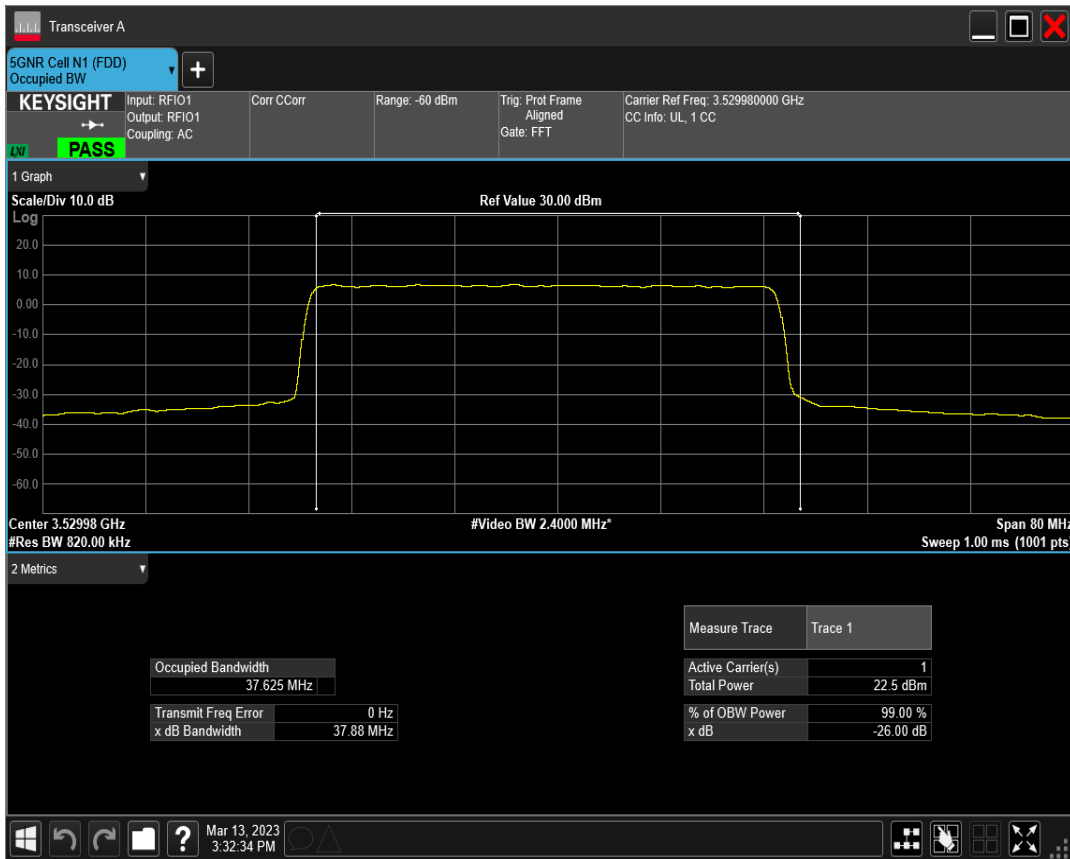 Transceiver A
5GNR Cell N1 (FDD)
Occupied BW
+
KEYSIGHT
LXI
PASS
Input: RFIO1
Output: RFIO1
Coupling: AC
Corr CCorr
Range: -60 dBm
Trig: Prot Frame
Aligned
Gate: FFT
Carrier Ref Freq: 3.529980000 GHz
CC Info: UL, 1 CC
1 Graph
Scale/Div 10.0 dB
Ref Value 30.00 dBm
Log
20.0
10.0
0.00
-10.0
-20.0
-30.0
-40.0
-50.0
-60.0
Center 3.52998 GHz
#Video BW 2.4000 MHz*
Span 80 MHz
#Res BW 820.00 kHz
Sweep 1.00 ms (1001 pts)
2 Metrics
Measure Trace Trace 1
Occupied Bandwidth
37.625 MHz
Active Carrier(s) 1
Total Power 22.5 dBm
Transmit Freq Error 0 Hz
x dB Bandwidth 37.88 MHz
% of OBW Power 99.00 %
x dB -26.00 dB
?
Mar 13, 2023
3:32:34 PM